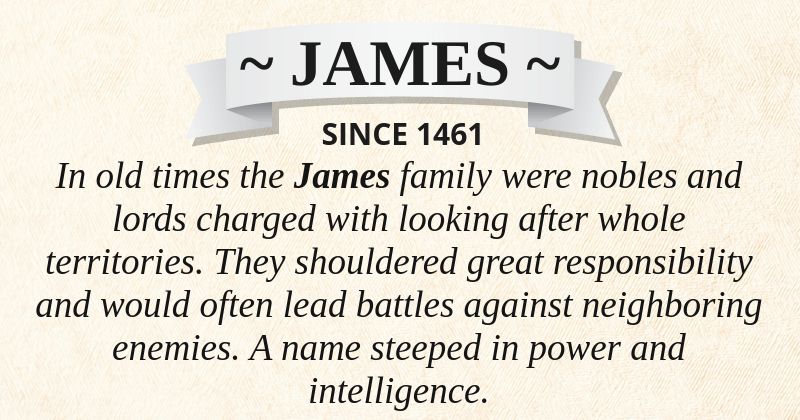 ~ JAMES ~
SINCE 1461
In old times the James family were nobles and
lords charged with looking after whole
territories. They shouldered great responsibility
and would often lead battles against neighboring
enemies. A name steeped in power and
intelligence.